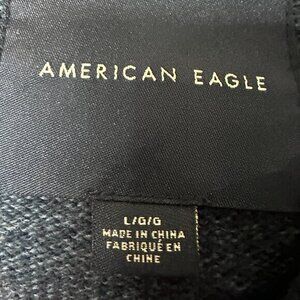 AMERICAN EAGLE
L/G/G
MADE IN CHINA
FABRIQUÉ EN
CHINE